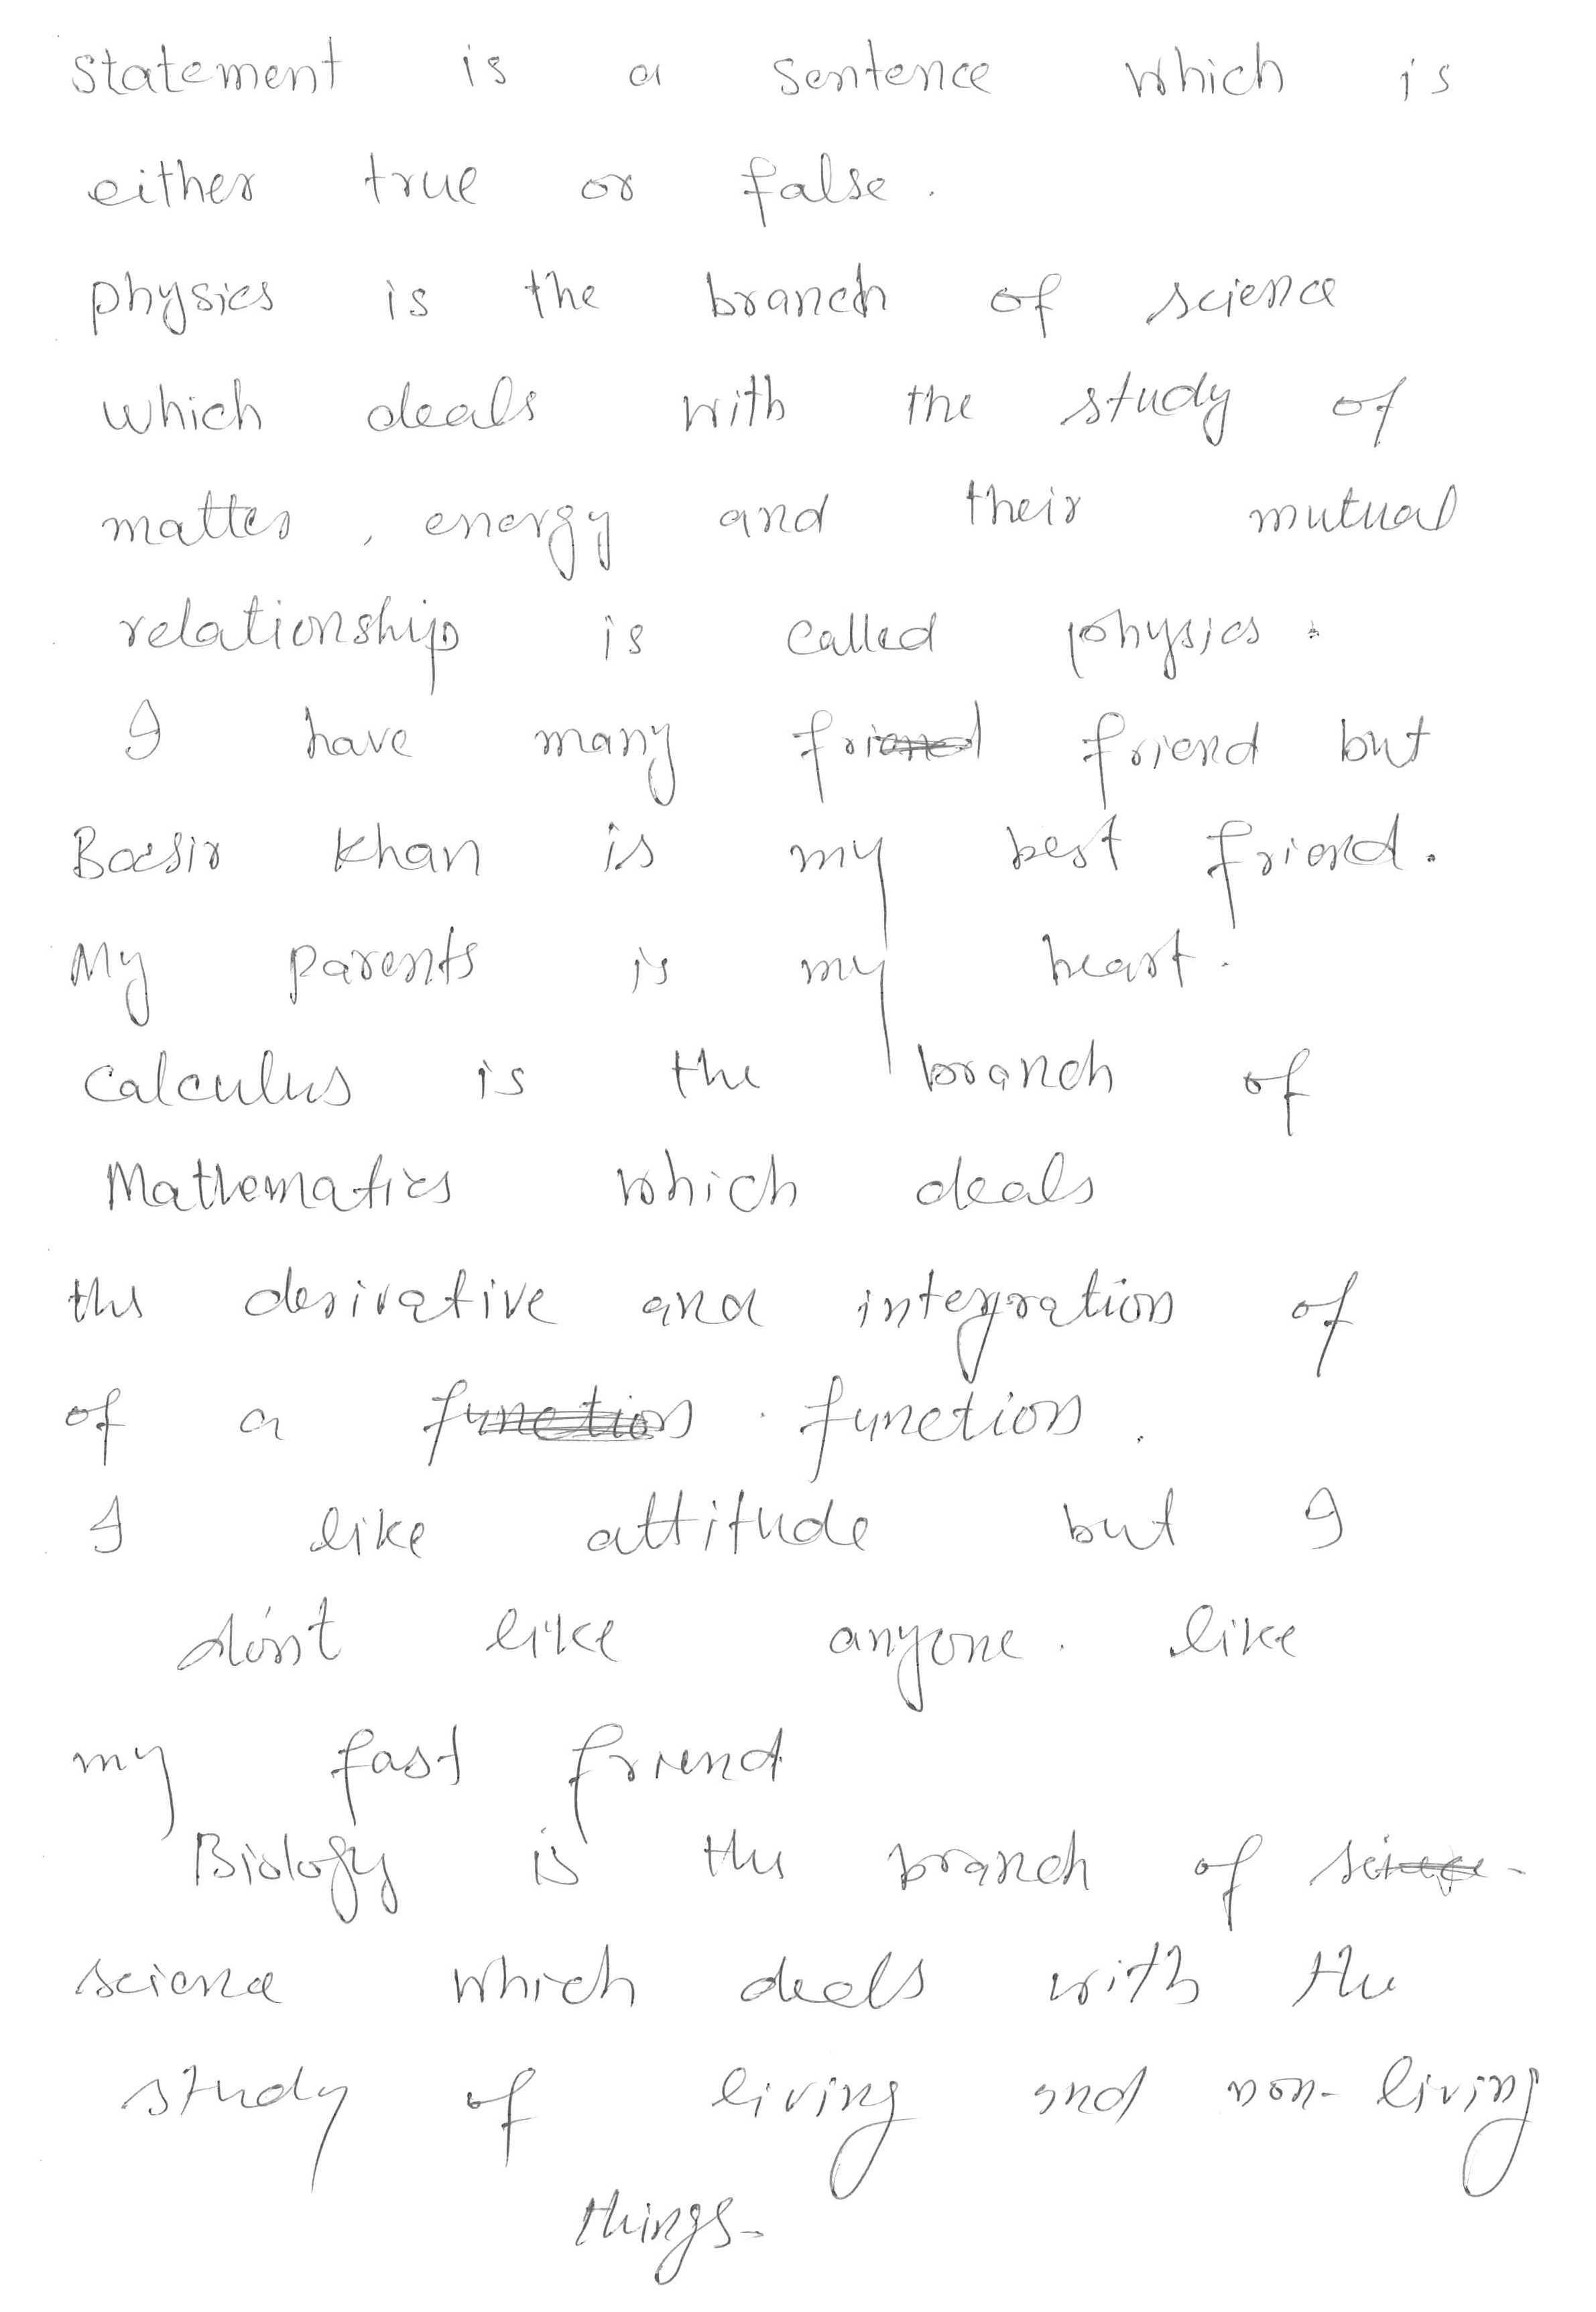 Statement is a Sentence which is
either true or false.
physics is the branch of science
which deals with the study of
matter, energy and their mutual
relationship is called physics.
I have many friend friend but
Khan is my best friend.
My parents is my heart.
Calculus is the branch of
Mathematics which deals
the derivative and integration of
of a function function.
I like attitude but I
don't like anyone. like
my fast friend
Biology is the branch of
science which deals with the
study of living and non-living
things.